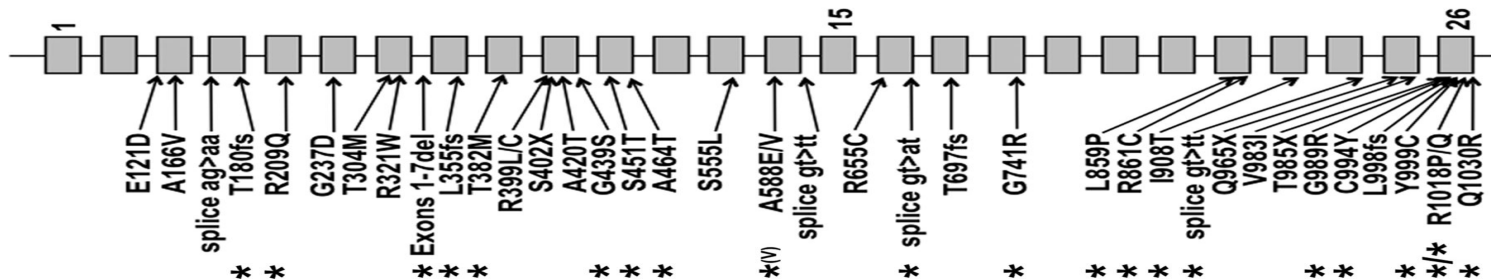 1
15
26
E121D
A166V
splice ag>aa
T180fs
R209Q
G237D
T304M
R321W
Exons 1-7del
L355fs
T382M
R399L/C
S402X
A420T
G439S
S451T
A464T
S555L
A588E/V
splice gt>tt
R655C
splice gt>at
T697fs
G741R
L859P
R861C
I908T
splice gt>tt
Q965X
V983I
T985X
G989R
C994Y
L998fs
Y999C
R1018P/Q
Q1030R
* * * * * * * * *(V) * * * * * * * * */* *